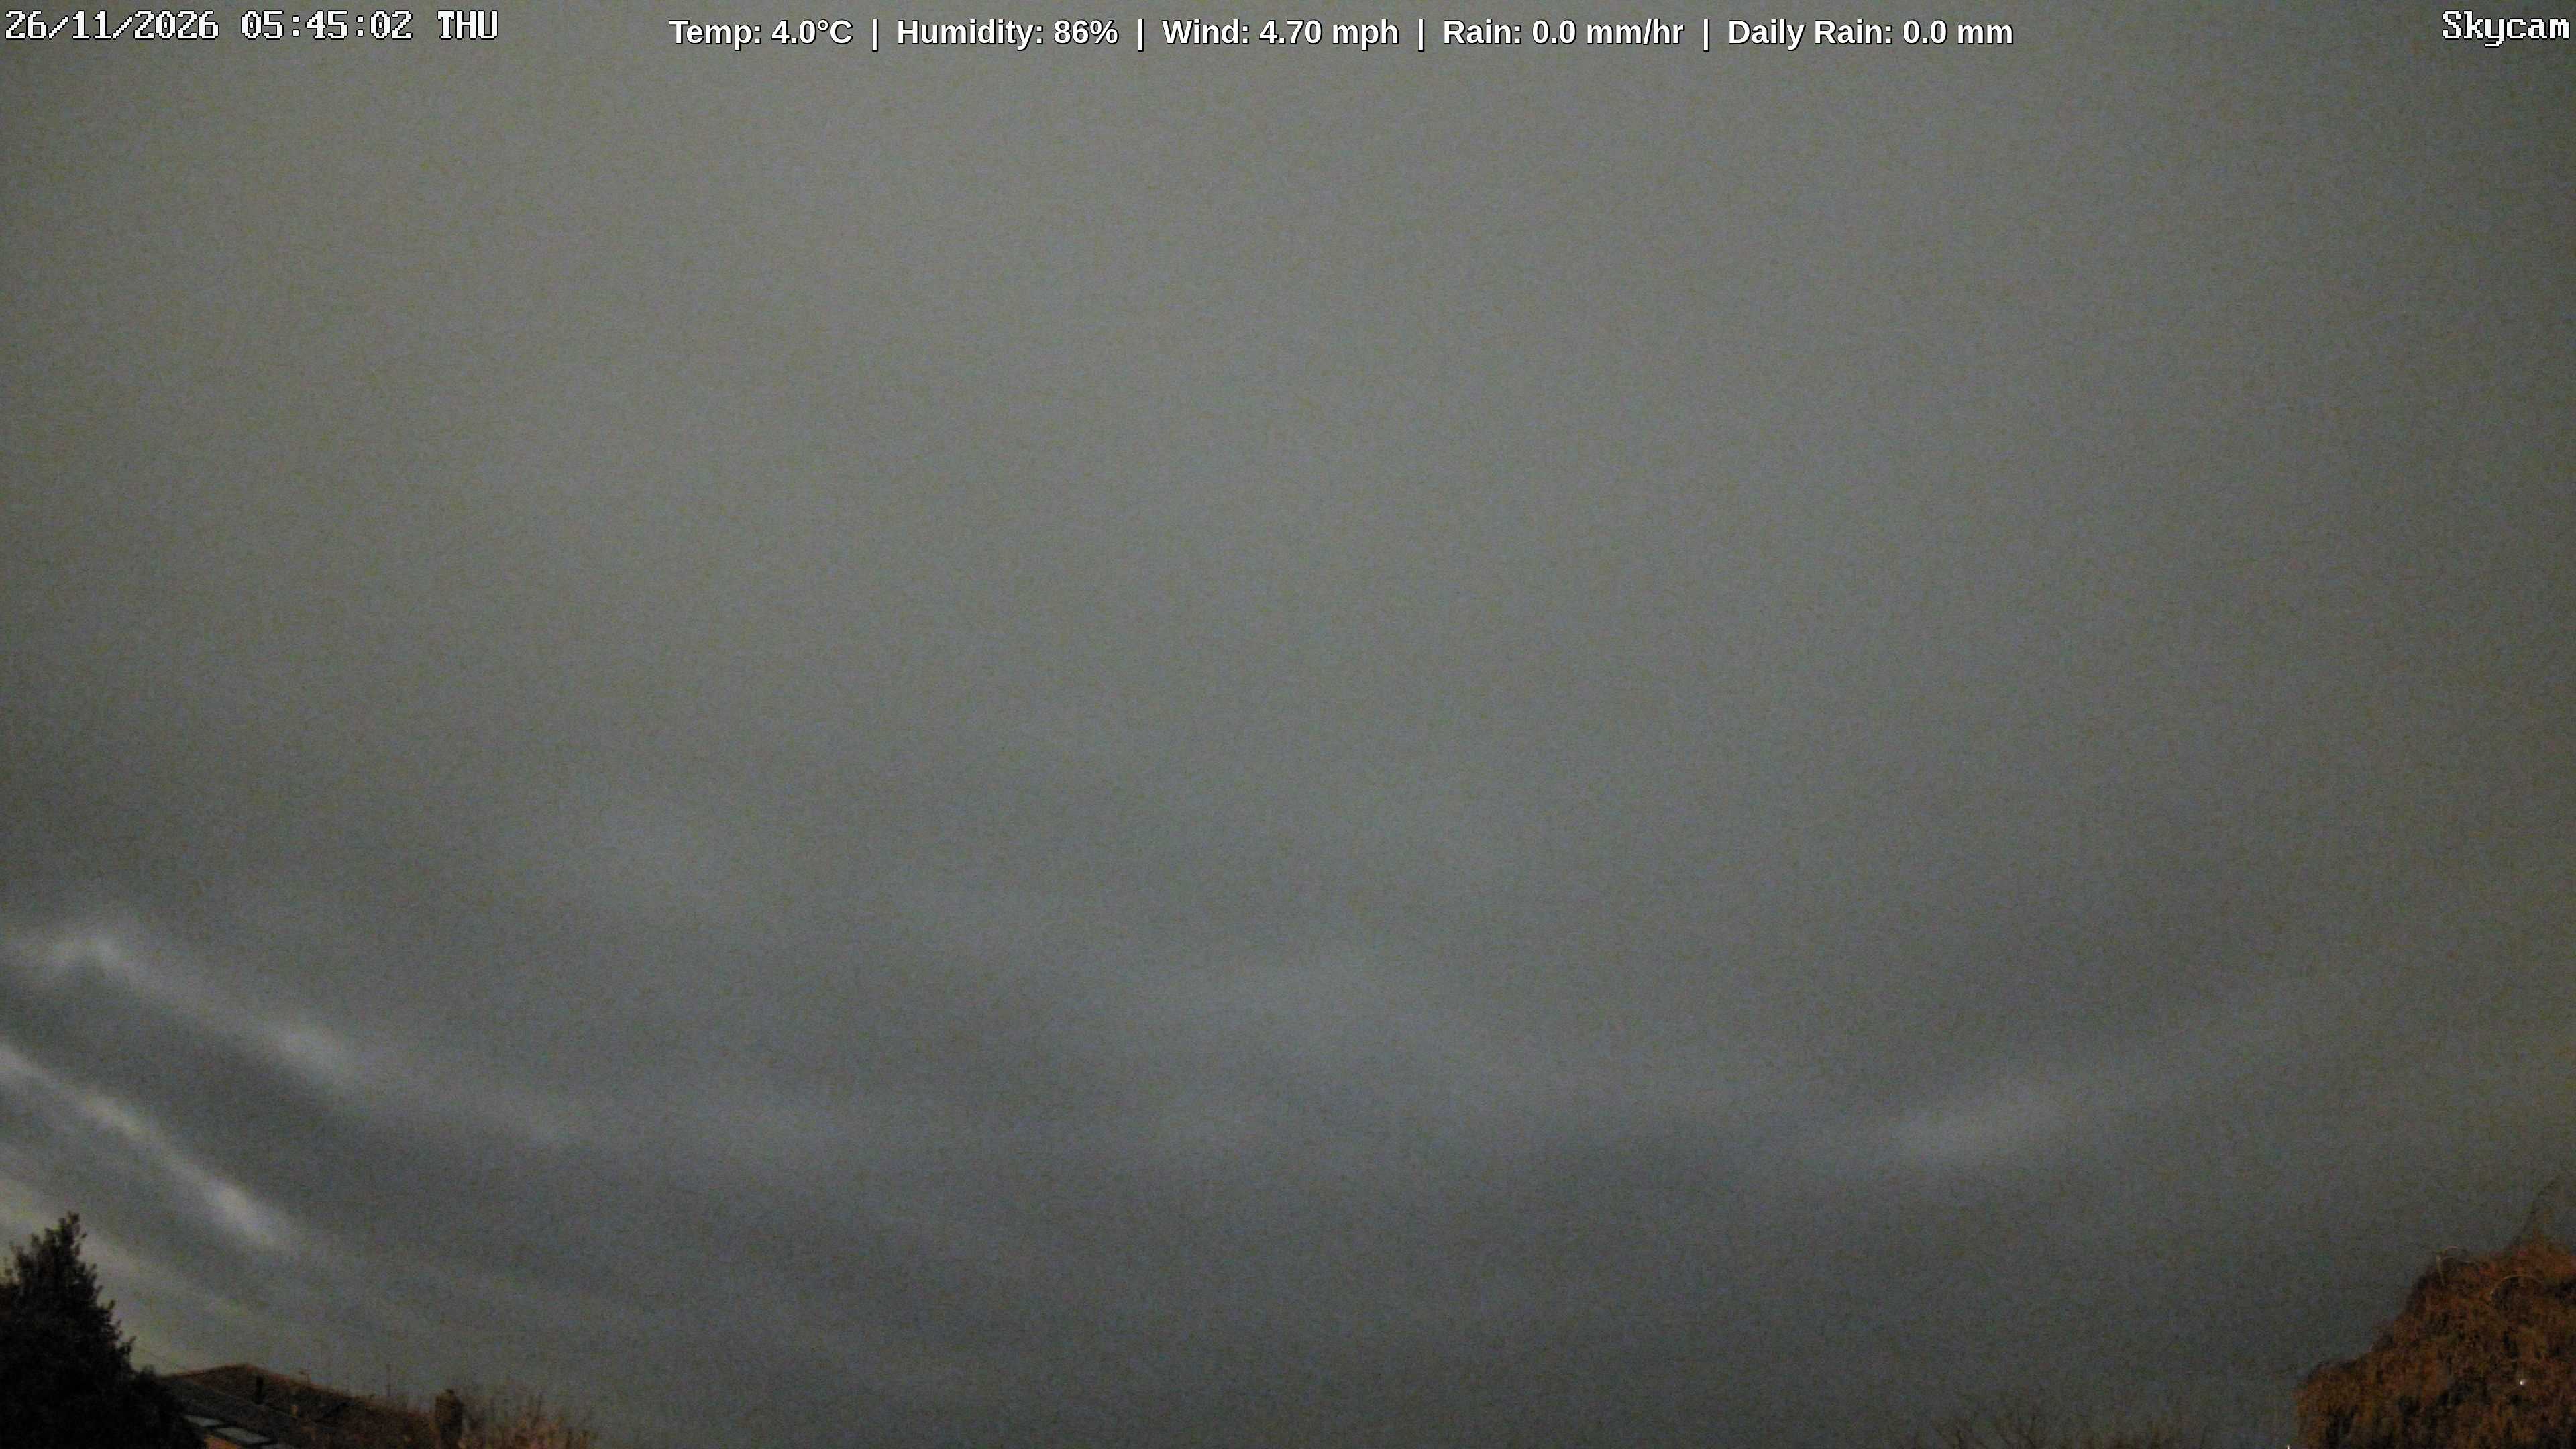 26/11/2026 05:45:02 THU
Temp: 4.0°C | Humidity: 86% | Wind: 4.70 mph | Rain: 0.0 mm/hr | Daily Rain: 0.0 mm
Skycam